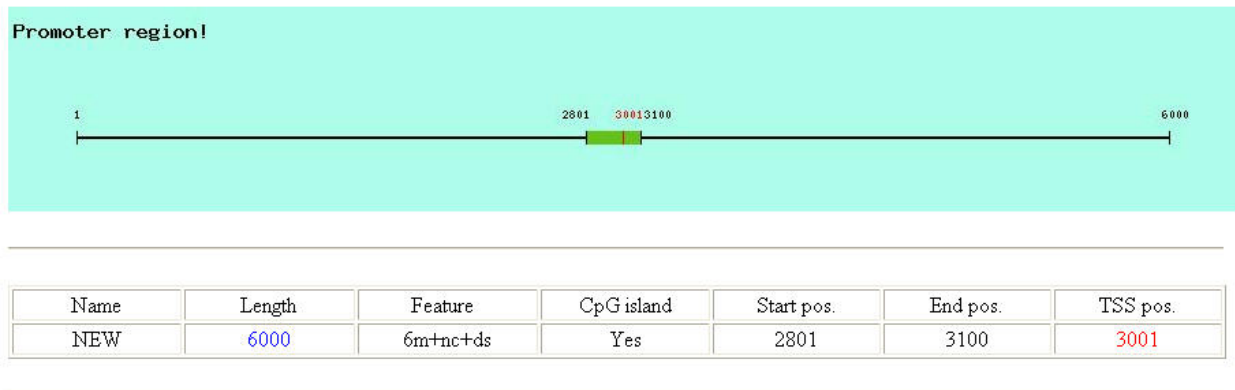 Promoter region!
1 2801 3001 3100 6000
Name Length Feature CpG island Start pos. End pos. TSS pos.
NEW 6000 6m+nc+ds Yes 2801 3100 3001